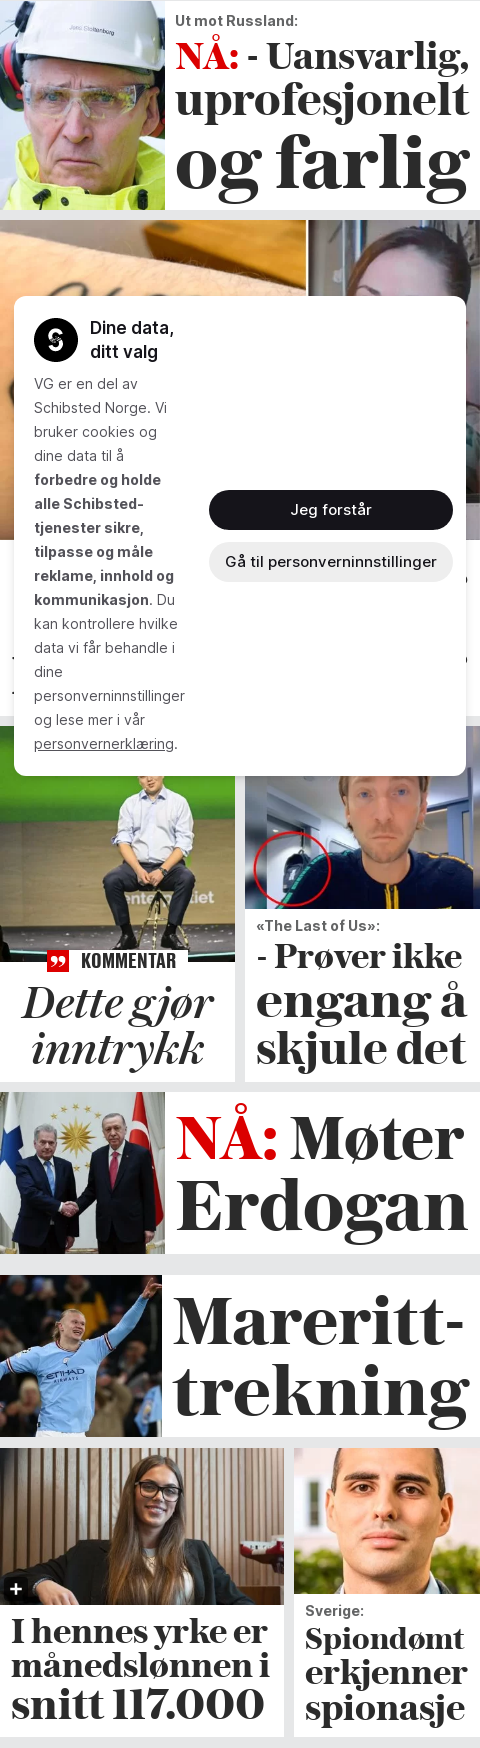 Jens Stoltenberg
Ut mot Russland:
NÅ: - Uansvarlig,
uprofesjonelt
og farlig
Dine data,
ditt valg
VG er en del av
Schibsted Norge. Vi
bruker cookies og
dine data til å
forbedre og holde
alle Schibsted-
tjenester sikre,
tilpasse og måle
reklame, innhold og
kommunikasjon. Du
kan kontrollere hvilke
data vi får behandle i
dine
personverninnstillinger
og lese mer i vår
personvernerklæring.
Jeg forstår
Gå til personverninnstillinger
KOMMENTAR
Dette gjør
inntrykk
«The Last of Us»:
- Prøver ikke
engang å
skjule det
NÅ: Møter
Erdogan
ETIHAD
AIRWAYS
Mareritt-
trekning
I hennes yrke er
månedslønnen i
snitt 117.000
Sverige:
Spiondømt
erkjenner
spionasje